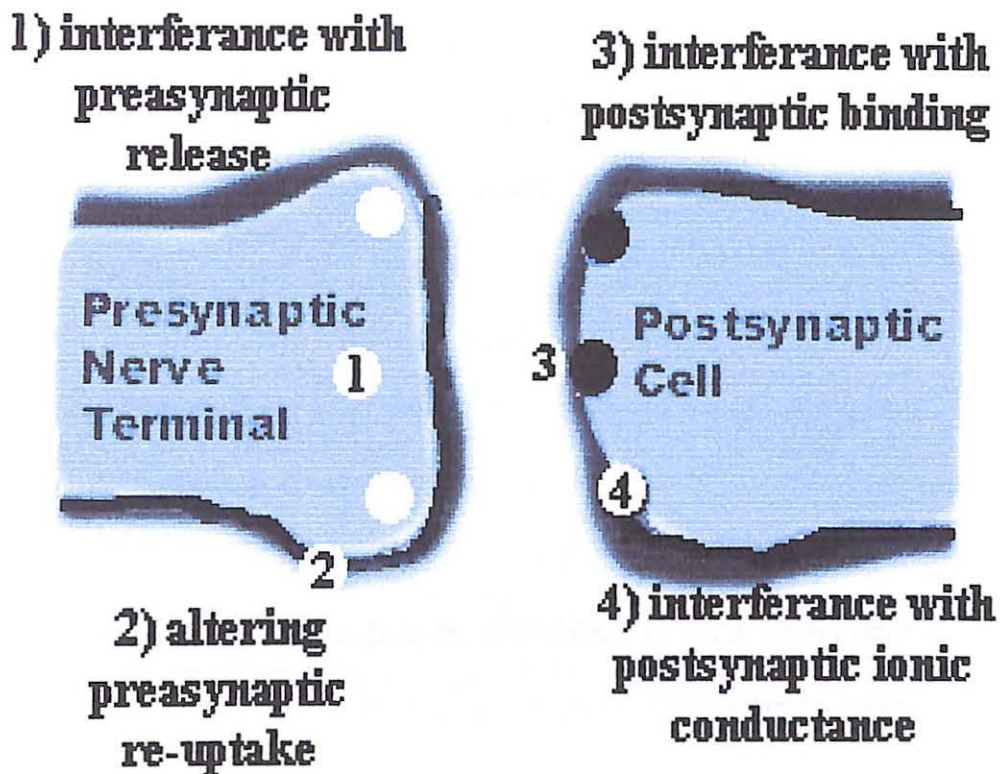 1) interferance with
preasynaptic
release
3) interferance with
postsynaptic binding
Presynaptic
Nerve
Terminal
1
3
Postsynaptic
Cell
4
2
2) altering
preasynaptic
re-uptake
4) interferance with
postsynaptic ionic
conductance